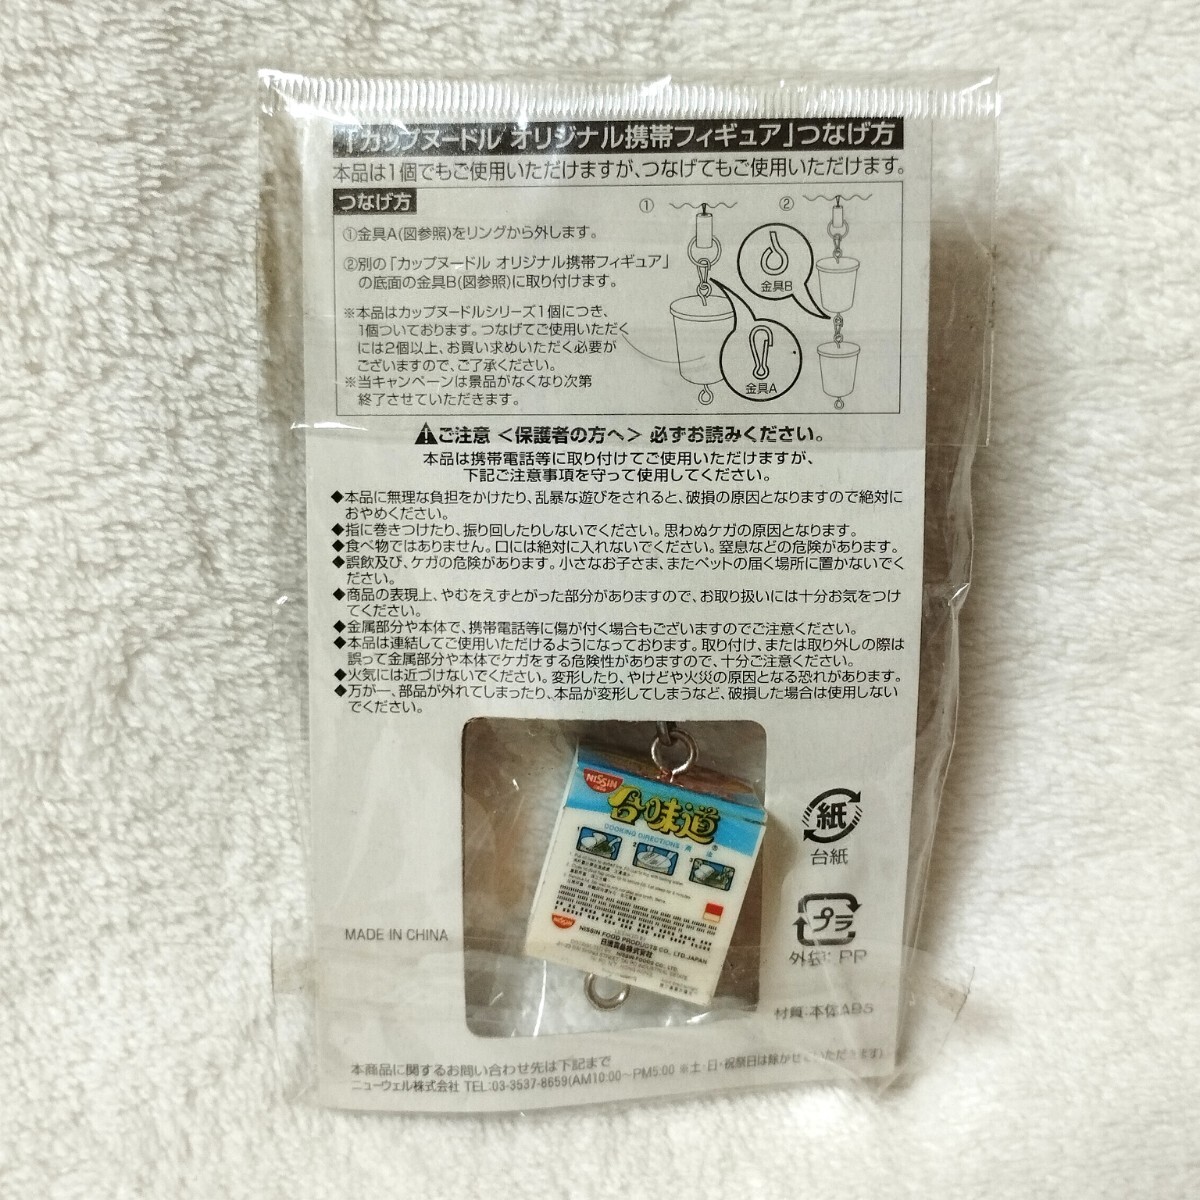 「カップヌードル オリジナル携帯フィギュア」つなげ方
本品は1個でもご使用いただけますが、つなげてもご使用いただけます。
つなげ方
①金具A(図参照)をリングから外します。
②別の「カップヌードル オリジナル携帯フィギュア」
の底面の金具B(図参照)に取り付けます。
※本品はカップヌードルシリーズ1個につき、
1個ついております。つなげてご使用いただく
には2個以上、お買い求めいただく必要が
ございますので、ご了承ください。
※当キャンペーンは景品がなくなり次第
終了させていただきます。
①
②
金具B
金具A
ご注意 <保護者の方へ> 必ずお読みください。
本品は携帯電話等に取り付けてご使用いただけますが、
下記ご注意事項を守って使用してください。
◆本品に無理な負担をかけたり、乱暴な遊びをされると、破損の原因となりますので絶対に
おやめください。
◆指に巻きつけたり、振り回したりしないでください。思わぬケガの原因となります。
◆食べ物ではありません。口には絶対に入れないでください。窒息などの危険があります。
◆誤飲及び、ケガの危険があります。小さなお子さま、またペットの届く場所に置かないでく
ださい。
◆商品の表現上、やむをえずとがった部分がありますので、お取り扱いには十分お気をつけ
てください。
◆金属部分や本体で、携帯電話等に傷が付く場合もございますのでご注意ください。
◆本品は連結してご使用いただけるようになっております。取り付け、または取り外しの際は
誤って金属部分や本体でケガをする危険性がありますので、十分ご注意ください。
◆火気には近づけないでください。変形したり、やけどや火災の原因となる恐れがあります。
◆万が一、部品が外れてしまったり、本品が変形してしまうなど、破損した場合は使用しない
でください。
NISSIN
合味道
COOKING DIRECTIONS
NISSIN
NISSIN FOOD PRODUCTS CO., LTD. JAPAN
日清食品株式会社
NISSIN FOODS CO., LTD.
紙
台紙
プラ
外袋:PP
MADE IN CHINA
材質:本体ABS
本商品に関するお問い合わせ先は下記まで
ニューウェル株式会社 TEL:03-3537-8659(AM10:00〜PM5:00 ※土・日・祝祭日は除かせていただきます)